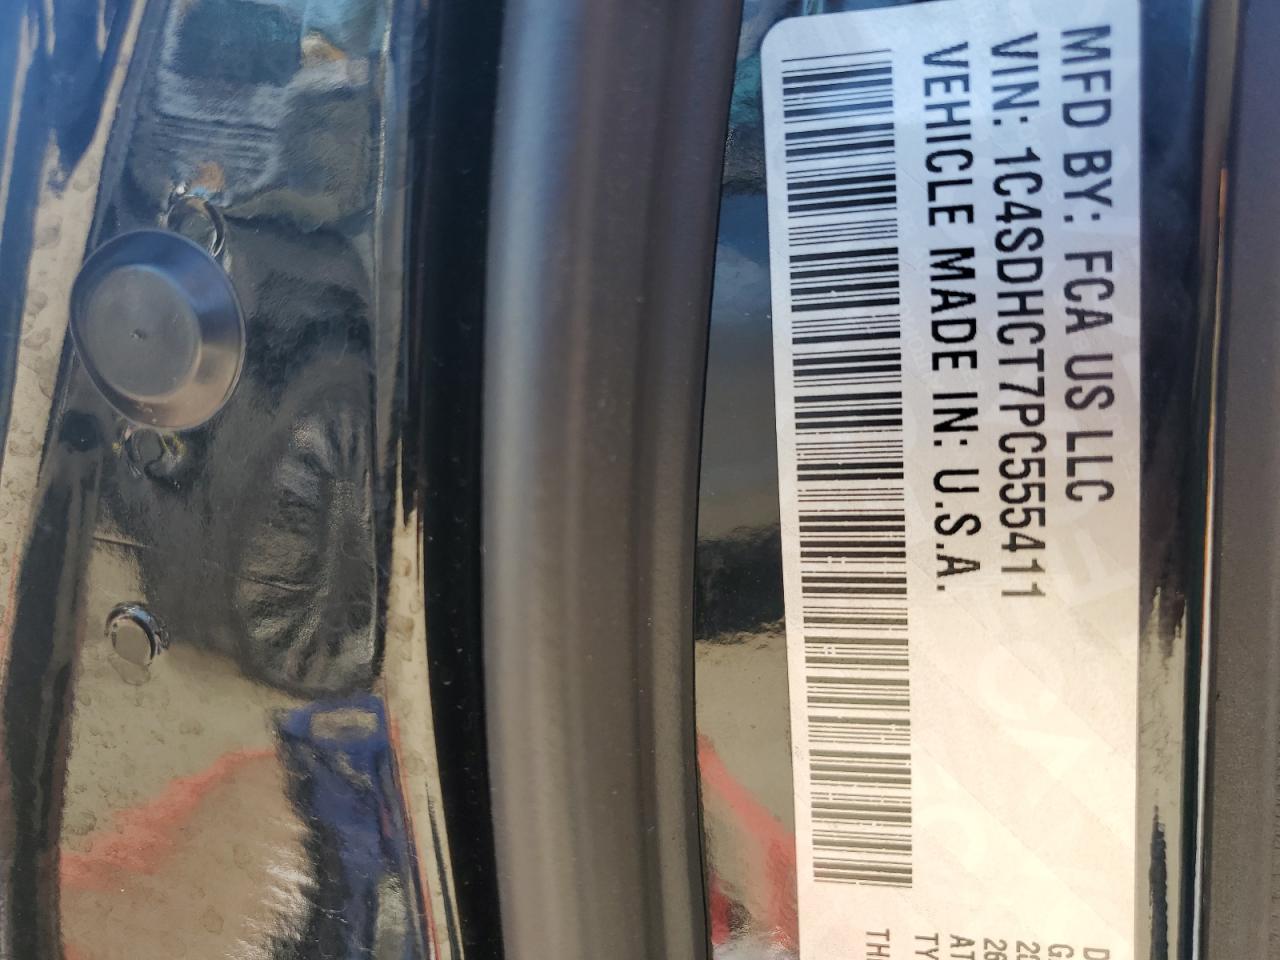 MFD BY: FCA US LLC
VIN: 1C4SDHCT7PC555411
VEHICLE MADE IN: U.S.A.